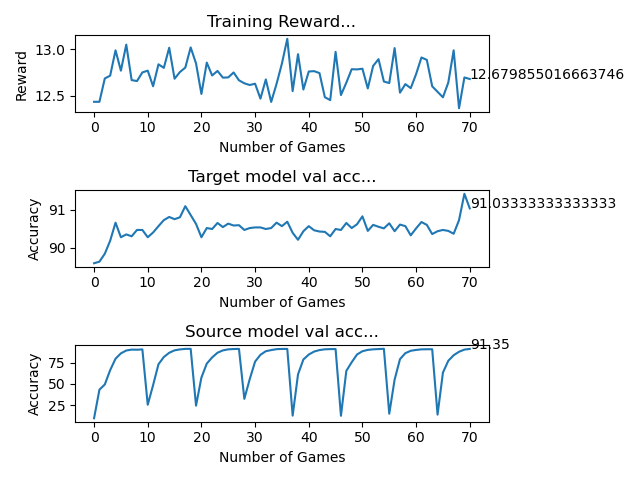 Training Reward...
Reward
13.0
12.5
12.679855016663746
0 10 20 30 40 50 60 70
Number of Games
Target model val acc...
Accuracy
91
90
91.03333333333333
0 10 20 30 40 50 60 70
Number of Games
Source model val acc...
Accuracy
91.35
75
50
25
0 10 20 30 40 50 60 70
Number of Games